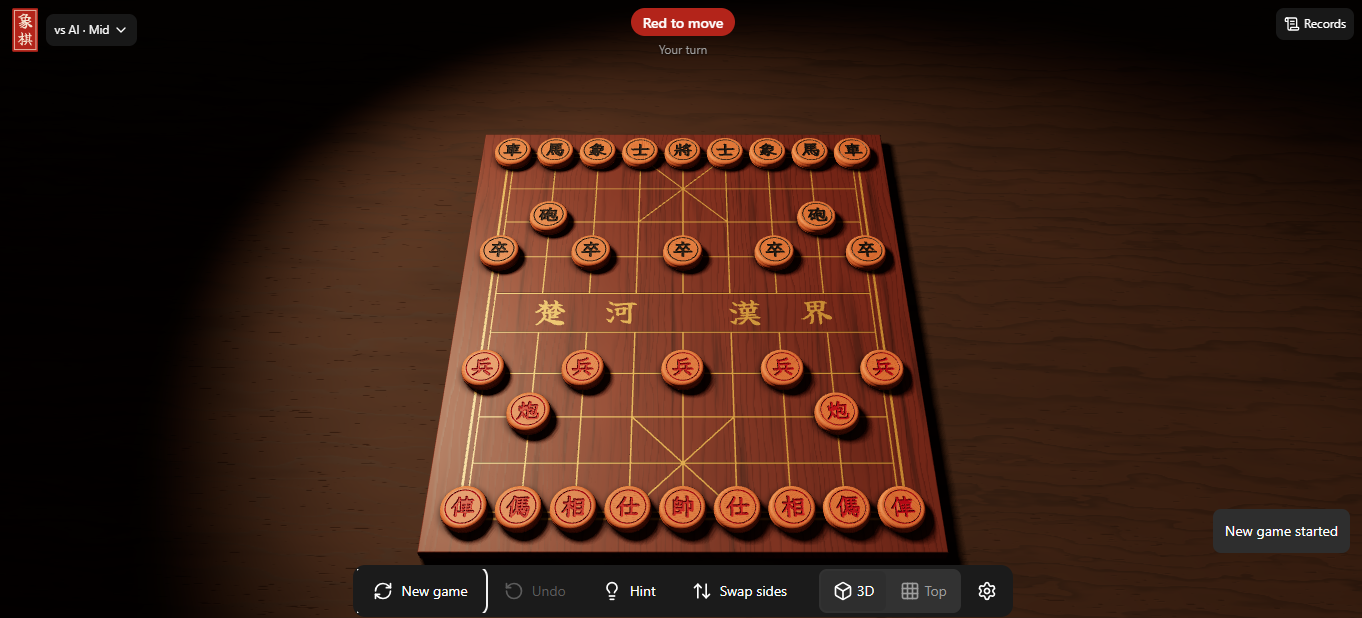 象棋
vs AI · Mid
Red to move
Your turn
Records
車 馬 象 士 將 士 象 馬 車
砲 砲
卒 卒 卒 卒 卒
楚 河 漢 界
兵 兵 兵 兵 兵
炮 炮
俥 傌 相 仕 帥 仕 相 傌 俥
New game started
New game
Undo
Hint
Swap sides
3D
Top